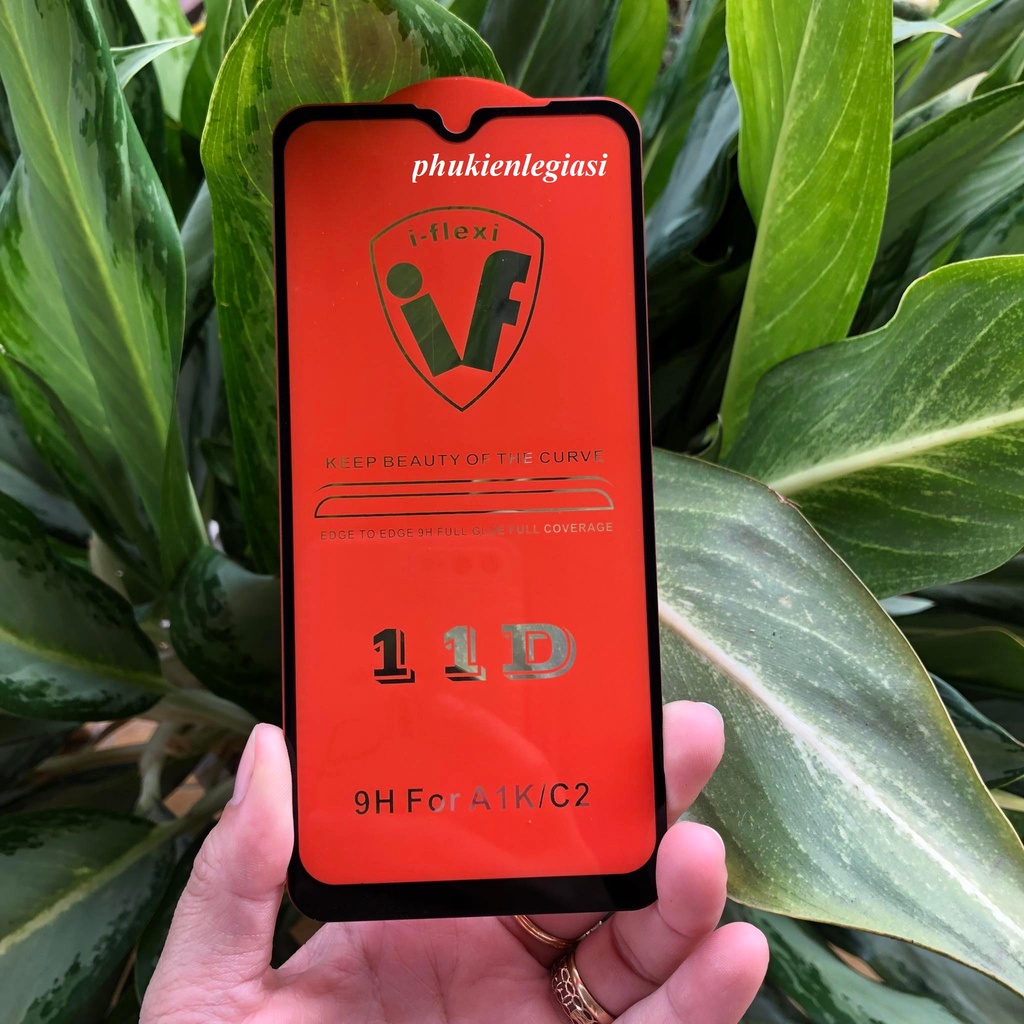 phukienlegiasi
i-flexi
if
KEEP BEAUTY OF THE CURVE
EDGE TO EDGE 9H FULL GLUE FULL COVERAGE
11D
9H For A1K/C2